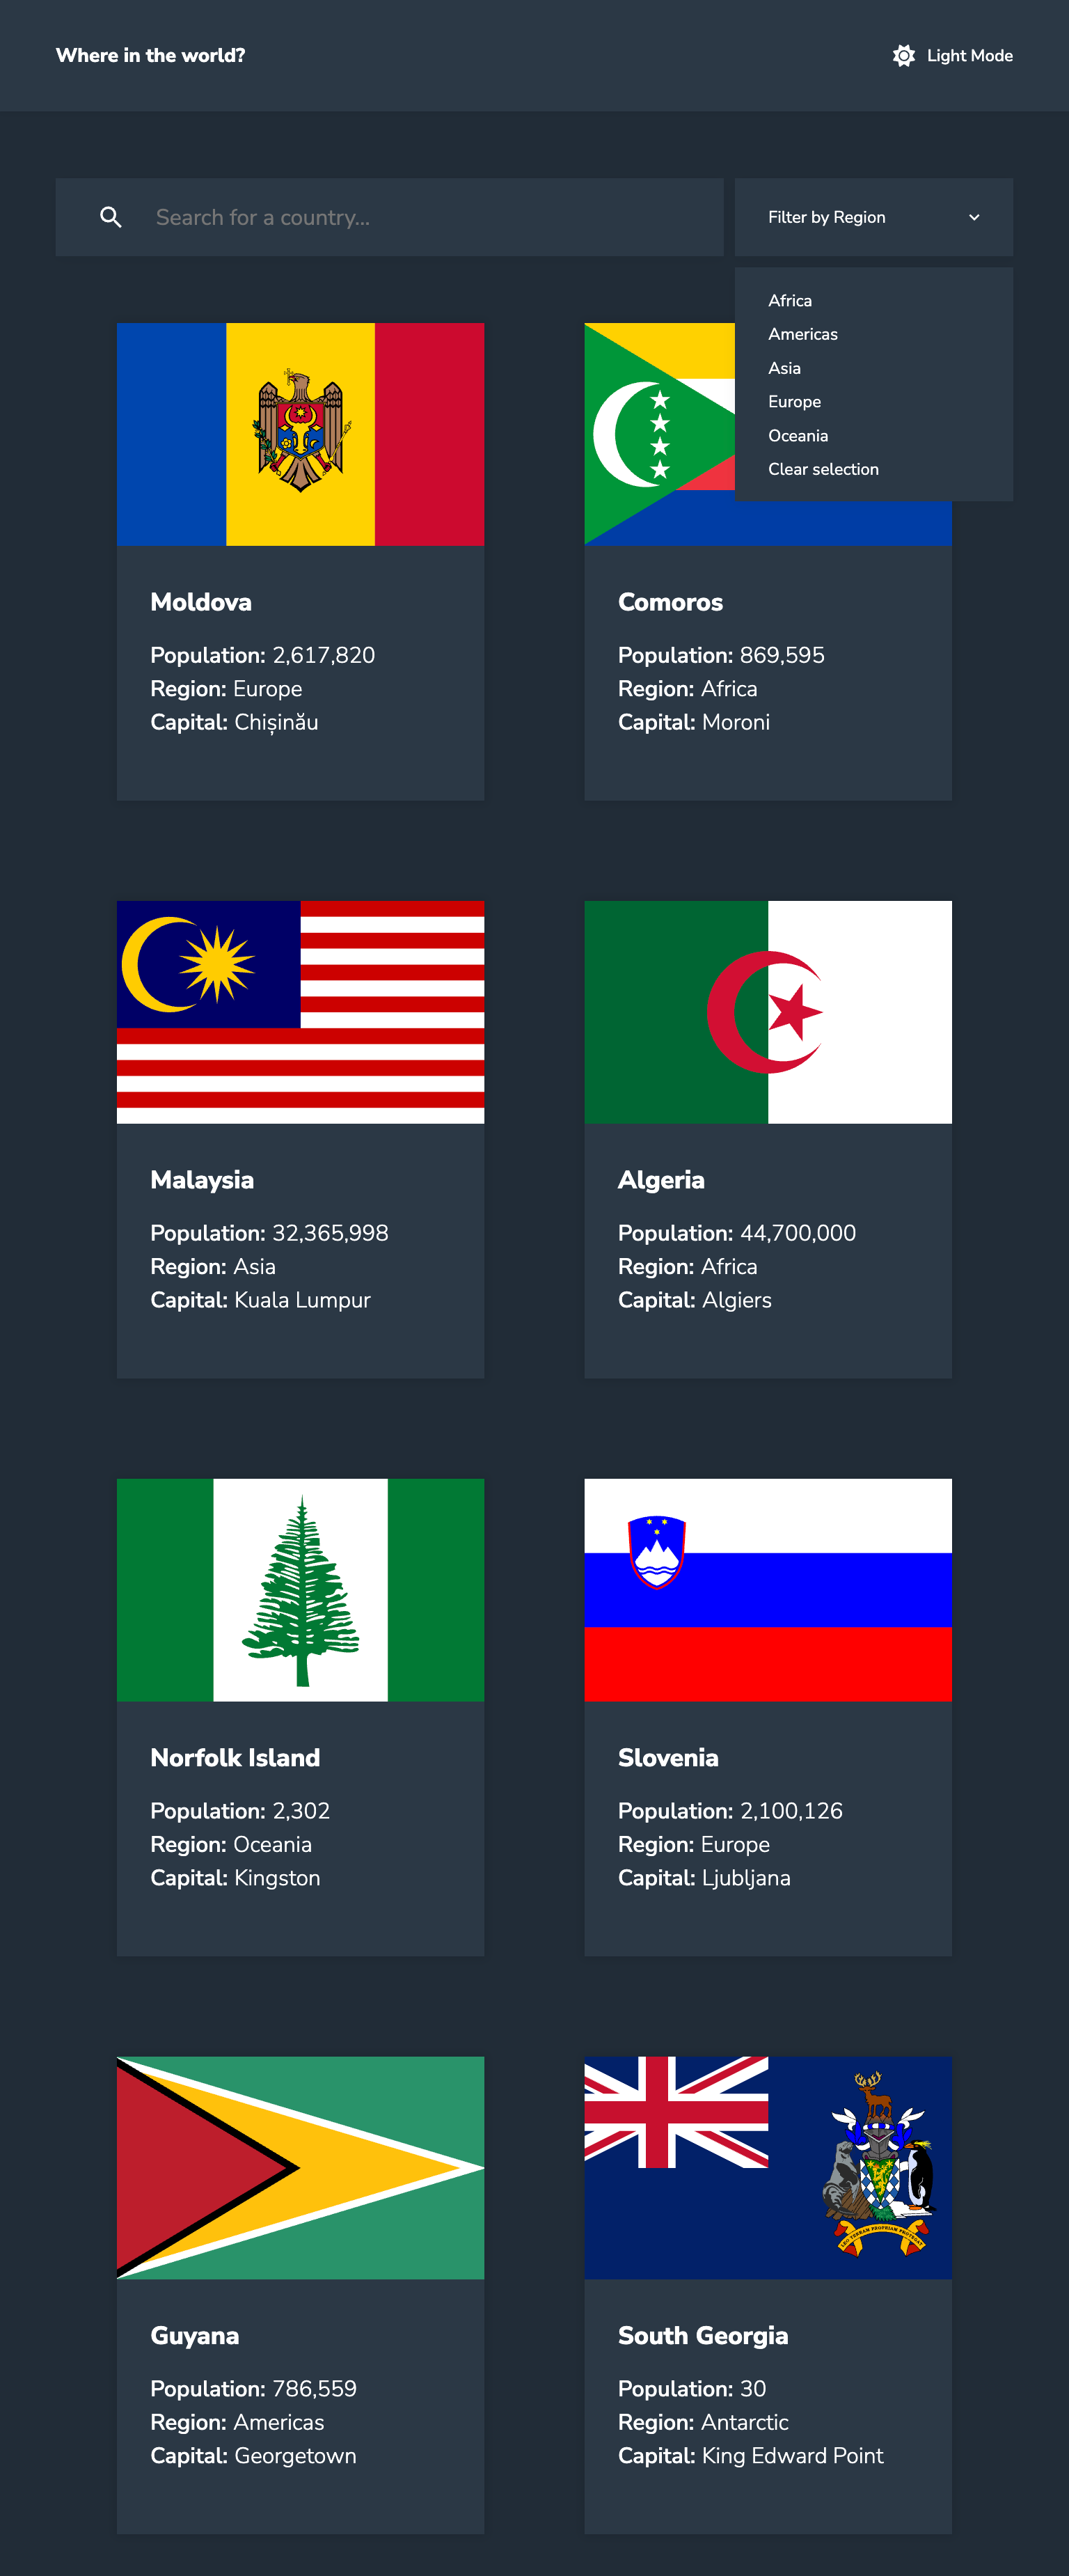 Where in the world?
Light Mode
Search for a country...
Filter by Region
Africa
Americas
Asia
Europe
Oceania
Clear selection
Moldova
Population: 2,617,820
Region: Europe
Capital: Chișinău
Comoros
Population: 869,595
Region: Africa
Capital: Moroni
Malaysia
Population: 32,365,998
Region: Asia
Capital: Kuala Lumpur
Algeria
Population: 44,700,000
Region: Africa
Capital: Algiers
Norfolk Island
Population: 2,302
Region: Oceania
Capital: Kingston
Slovenia
Population: 2,100,126
Region: Europe
Capital: Ljubljana
Guyana
Population: 786,559
Region: Americas
Capital: Georgetown
LEO TERRAM PROPRIAM PROTEGAT
South Georgia
Population: 30
Region: Antarctic
Capital: King Edward Point